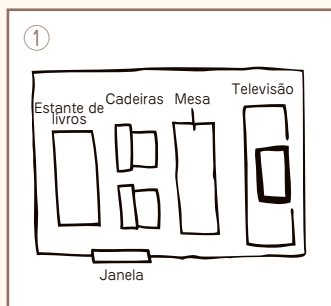 1
Estante de
livros
Cadeiras
Mesa
Televisão
Janela